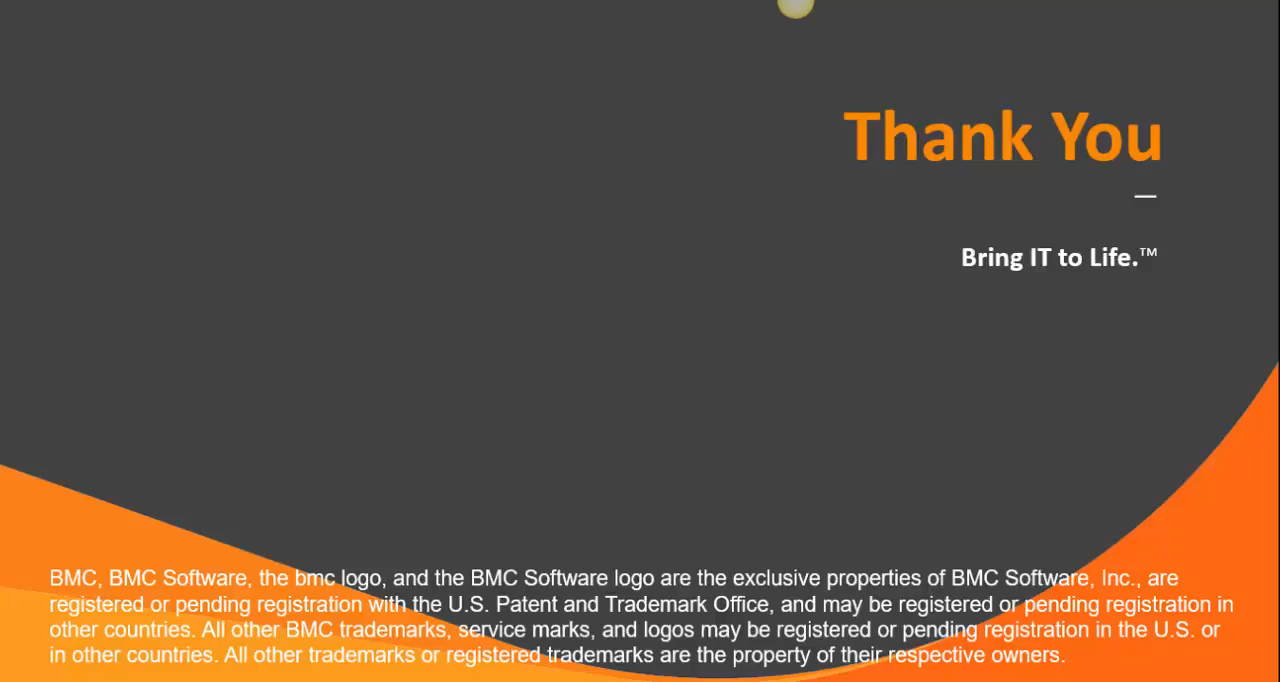 Thank You
—
Bring IT to Life.™
BMC, BMC Software, the bmc logo, and the BMC Software logo are the exclusive properties of BMC Software, Inc., are
registered or pending registration with the U.S. Patent and Trademark Office, and may be registered or pending registration in
other countries. All other BMC trademarks, service marks, and logos may be registered or pending registration in the U.S. or
in other countries. All other trademarks or registered trademarks are the property of their respective owners.